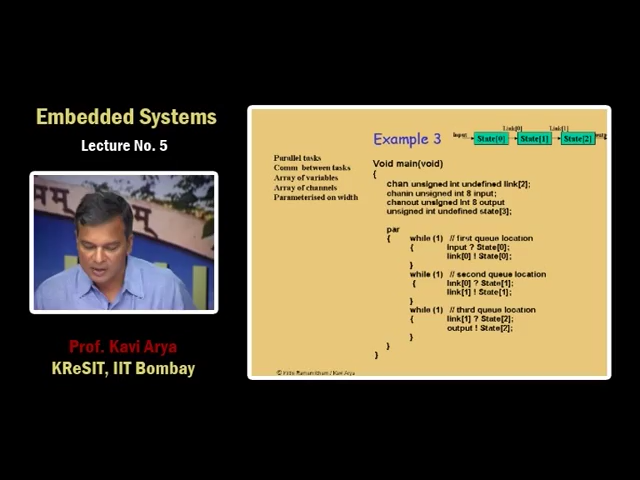 Embedded Systems
Lecture No. 5
Prof. Kavi Arya
KReSIT, IIT Bombay
Example 3
Input
Link[0]
Link[1]
State[0]
State[1]
State[2]
Parallel tasks
Comm between tasks
Array of variables
Array of channels
Parameterised on width
Void main(void)
{
chan unsigned int undefined link[2];
chanin unsigned int 8 input;
chanout unsigned int 8 output
unsigned int undefined state[3];
par
{ while (1) // first queue location
{ Input ? State[0];
link[0] ! State[0];
}
while (1) // second queue location
{ link[0] ? State[1];
link[1] ! State[1];
}
while (1) // third queue location
{ link[1] ? State[2];
output ! State[2];
}
}
}
/ Kavi Arya